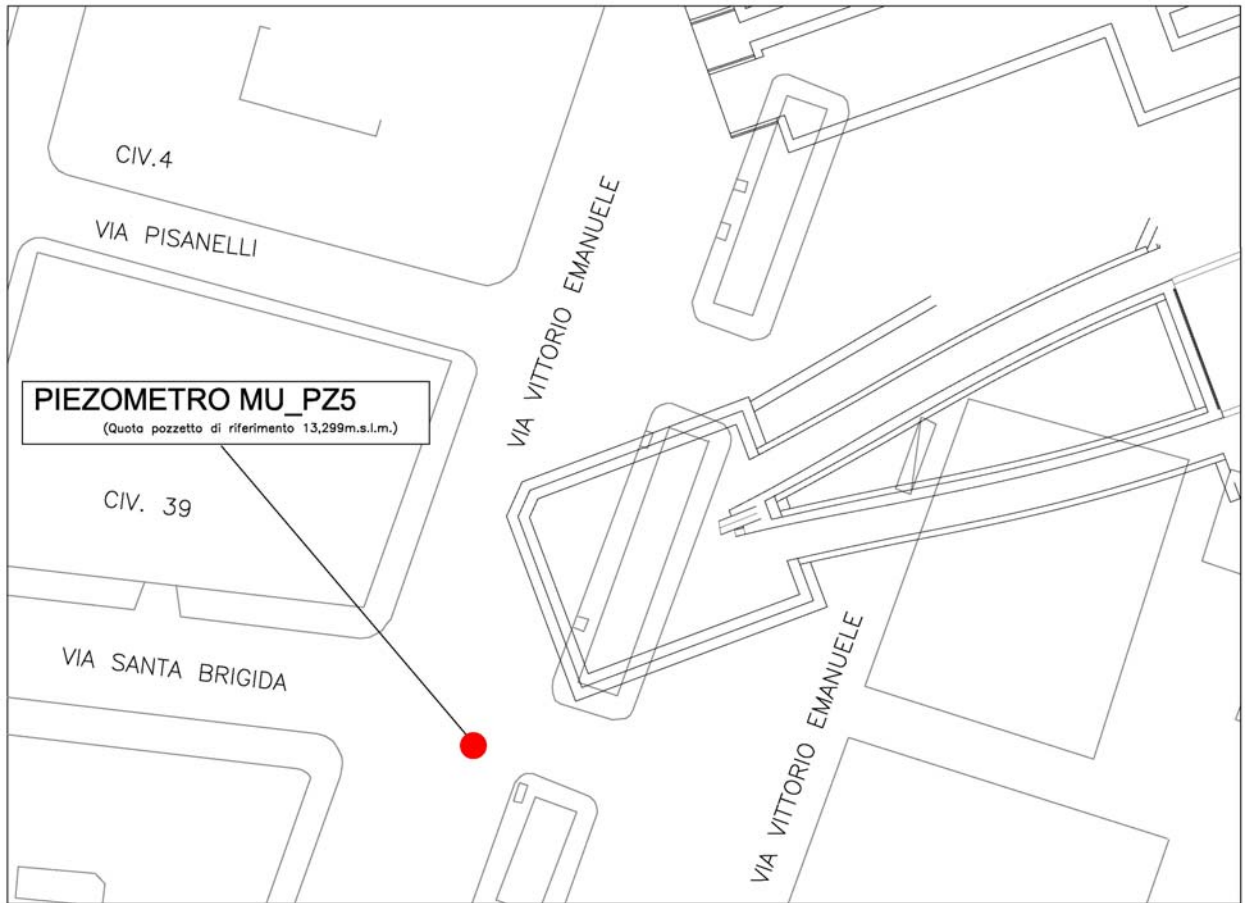 CIV.4
VIA PISANELLI
VIA VITTORIO EMANUELE
PIEZOMETRO MU_PZ5
(Quota pozzetto di riferimento 13,299m.s.l.m.)
CIV. 39
VIA SANTA BRIGIDA
VIA VITTORIO EMANUELE